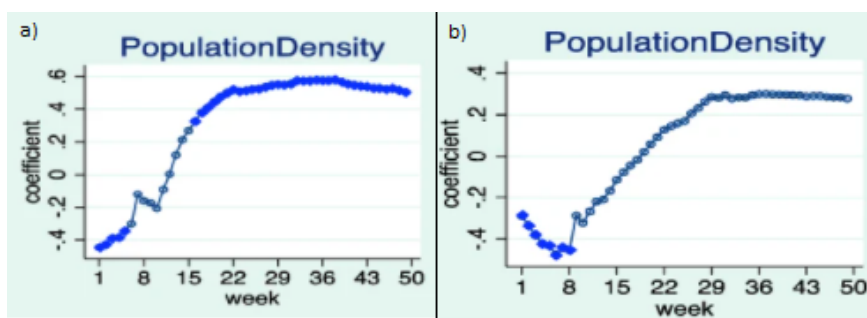 a)
PopulationDensity
.6
.4
.2
0
-.2
-.4
coefficient
1 8 15 22 29 36 43 50
week
b)
PopulationDensity
.4
.2
0
-.2
-.4
coefficient
1 8 15 22 29 36 43 50
week